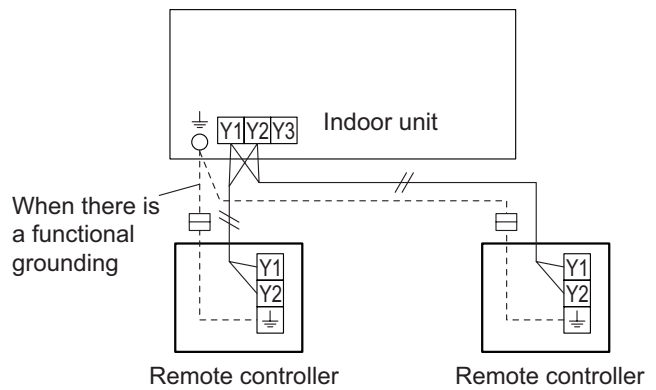 Y1 Y2 Y3
Indoor unit
When there is
a functional
grounding
Y1
Y2
Y1
Y2
Remote controller
Remote controller